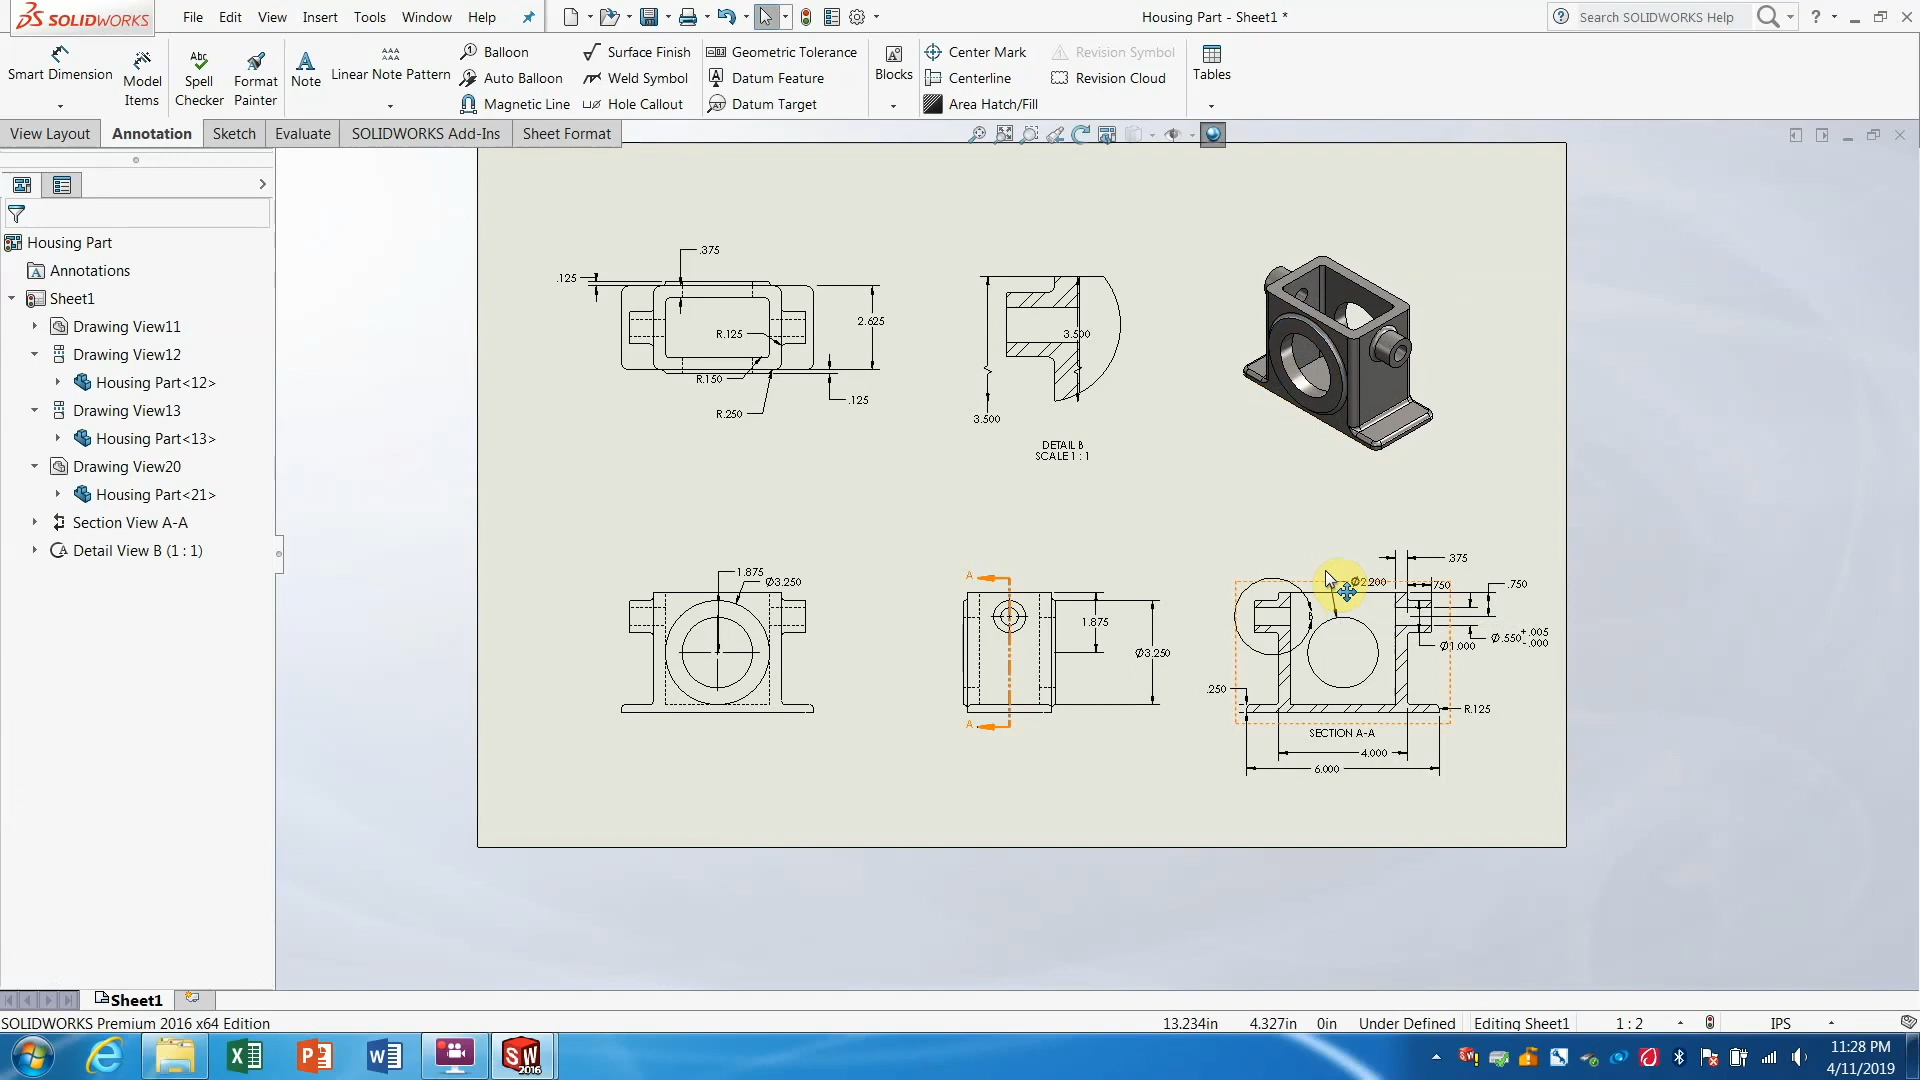 SOLIDWORKS
File Edit View Insert Tools Window Help
Housing Part - Sheet1 *
Search SOLIDWORKS Help
Smart Dimension
Model Items
Spell Checker
Format Painter
Note
Linear Note Pattern
Balloon
Auto Balloon
Magnetic Line
Surface Finish
Weld Symbol
Hole Callout
Geometric Tolerance
Datum Feature
Datum Target
Blocks
Center Mark
Centerline
Area Hatch/Fill
Revision Symbol
Revision Cloud
Tables
View Layout Annotation Sketch Evaluate SOLIDWORKS Add-Ins Sheet Format
Housing Part
Annotations
Sheet1
Drawing View11
Drawing View12
Housing Part<12>
Drawing View13
Housing Part<13>
Drawing View20
Housing Part<21>
Section View A-A
Detail View B (1 : 1)
.375
.125
2.625
R.125
R.150
.125
R.250
3.500
3.500
DETAIL B
SCALE 1 : 1
1.875
Ø3.250
A
1.875
Ø3.250
A
.375
Ø2.200
.750
.750
B
Ø.550 +.005 -.000
Ø1.000
.250
R.125
SECTION A-A
4.000
6.000
Sheet1
SOLIDWORKS Premium 2016 x64 Edition
13.234in 4.327in 0in Under Defined Editing Sheet1 1 : 2 IPS
SW 2016
11:28 PM
4/11/2019